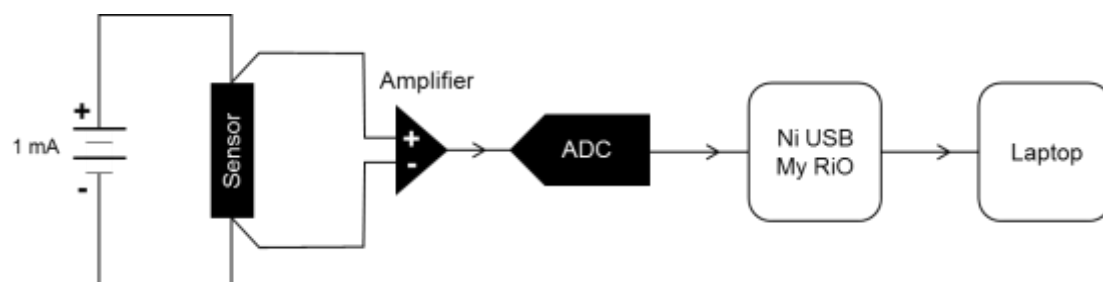 Amplifier
+
1 mA
-
Sensor
+
-
ADC
Ni USB
My RiO
Laptop